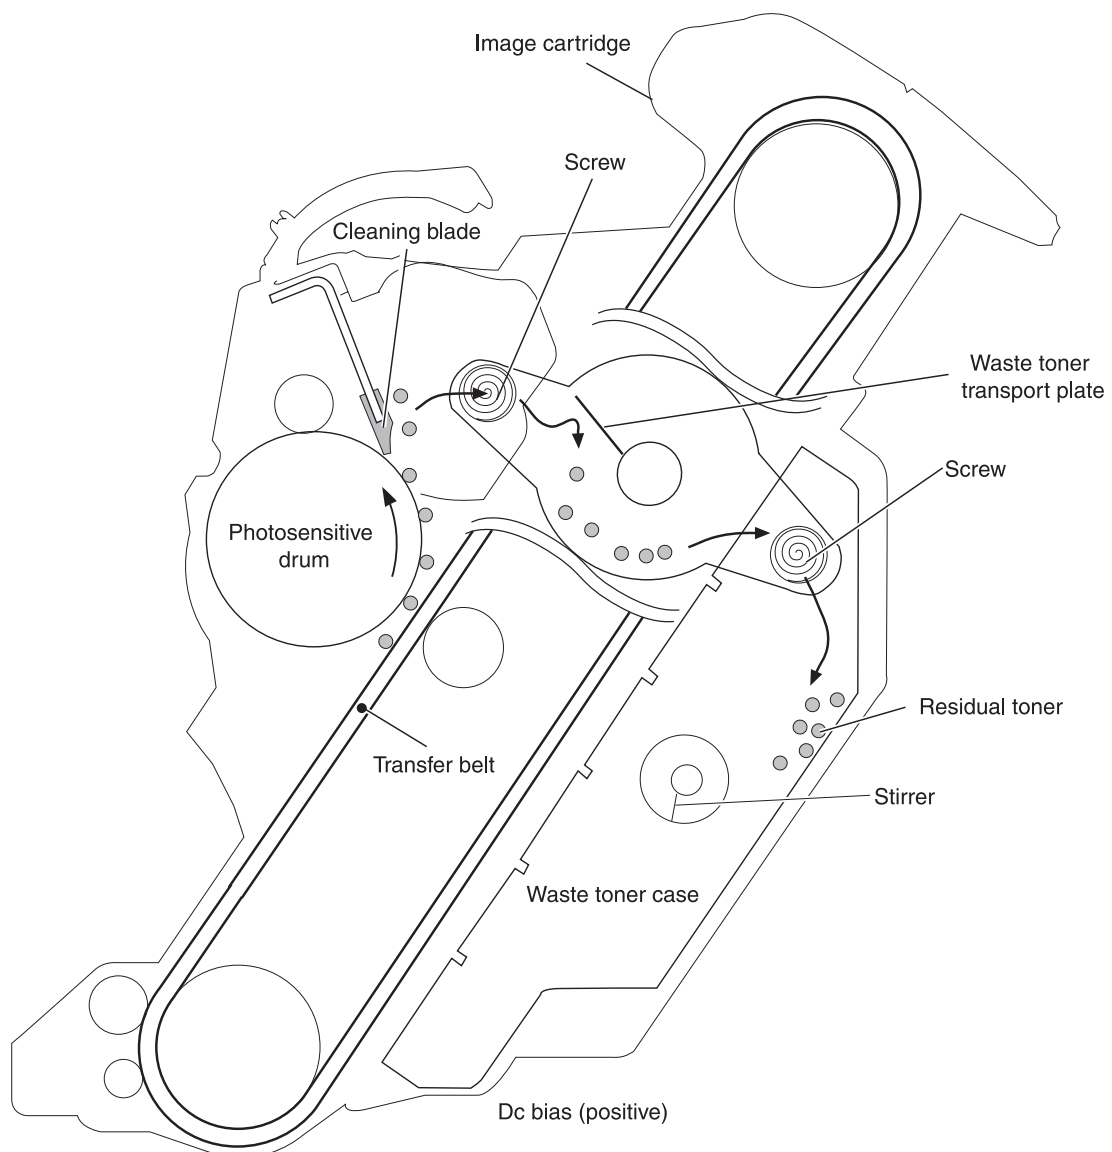 Image cartridge
Screw
Cleaning blade
Waste toner
transport plate
Screw
Photosensitive
drum
Residual toner
Transfer belt
Stirrer
Waste toner case
Dc bias (positive)